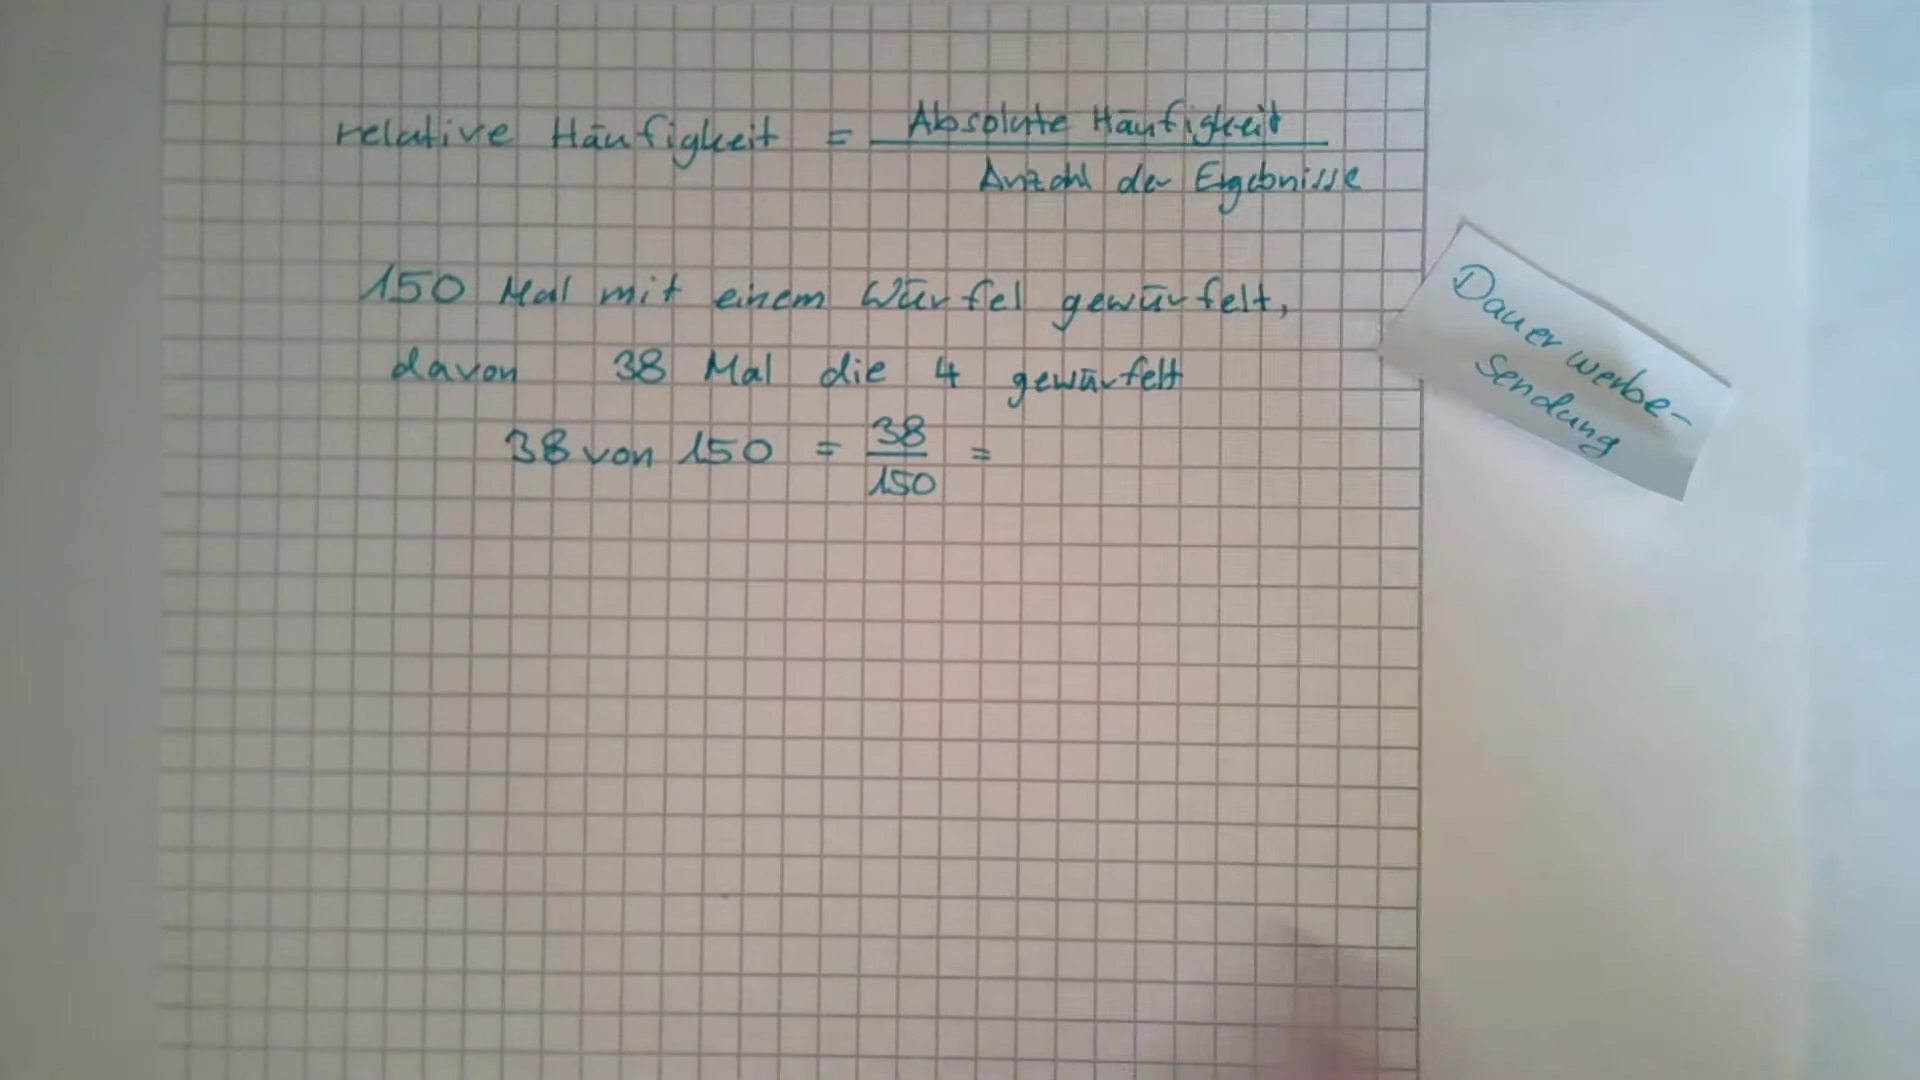 relative Häufigkeit = Absolute Häufigkeit
Anzahl der Ergebnisse
150 Mal mit einem Würfel gewürfelt,
davon 38 Mal die 4 gewürfelt
38 von 150 = 38/150 =
Dauerwerbe-
Sendung